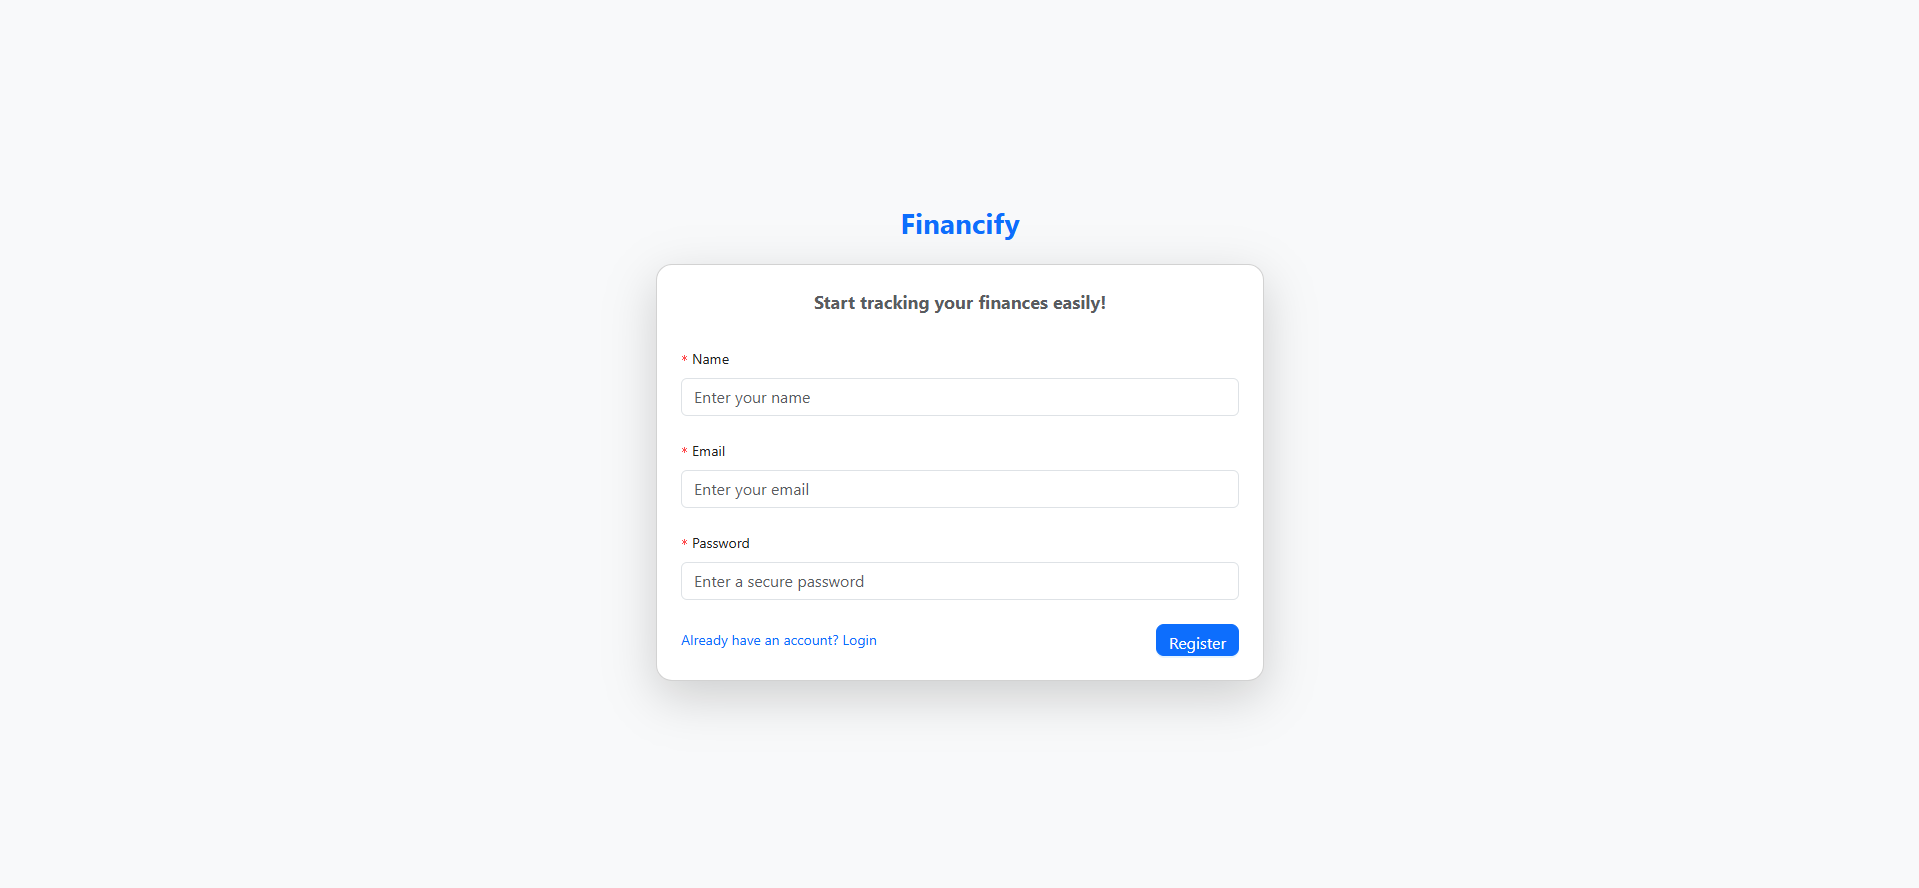 Financify
Start tracking your finances easily!
* Name
Enter your name
* Email
Enter your email
* Password
Enter a secure password
Already have an account? Login
Register